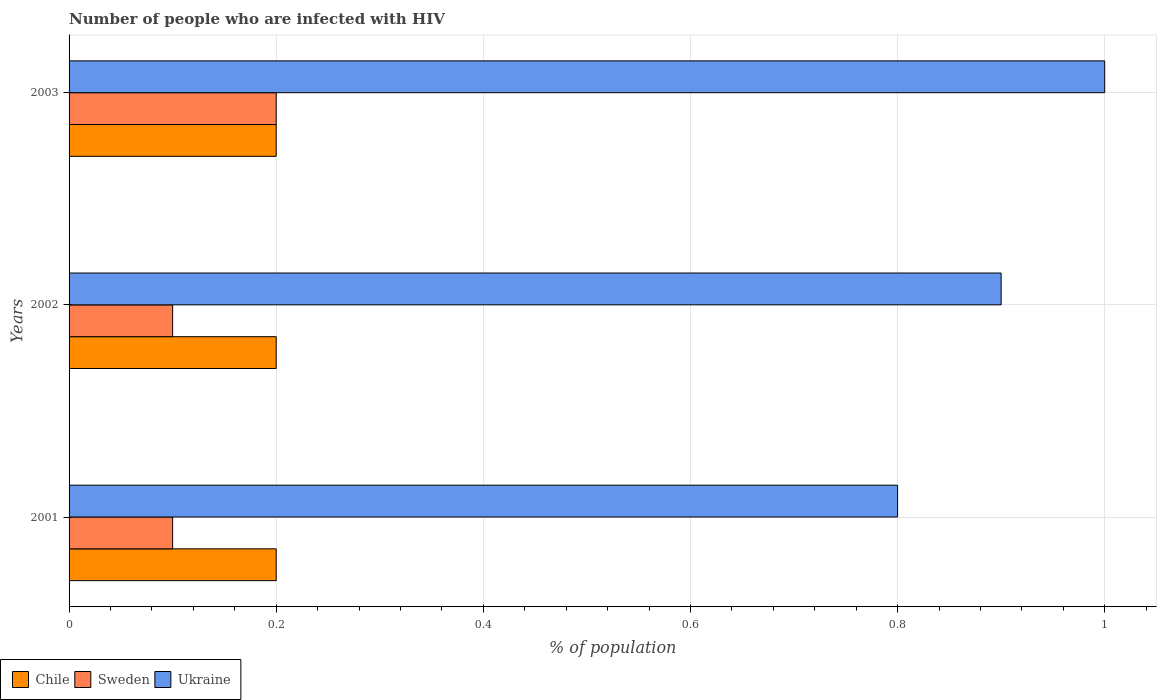 Number of people who are infected with HIV
2003
2002
2001
Years
0
0.2
0.4
0.6
0.8
1
% of population
Chile
Sweden
Ukraine